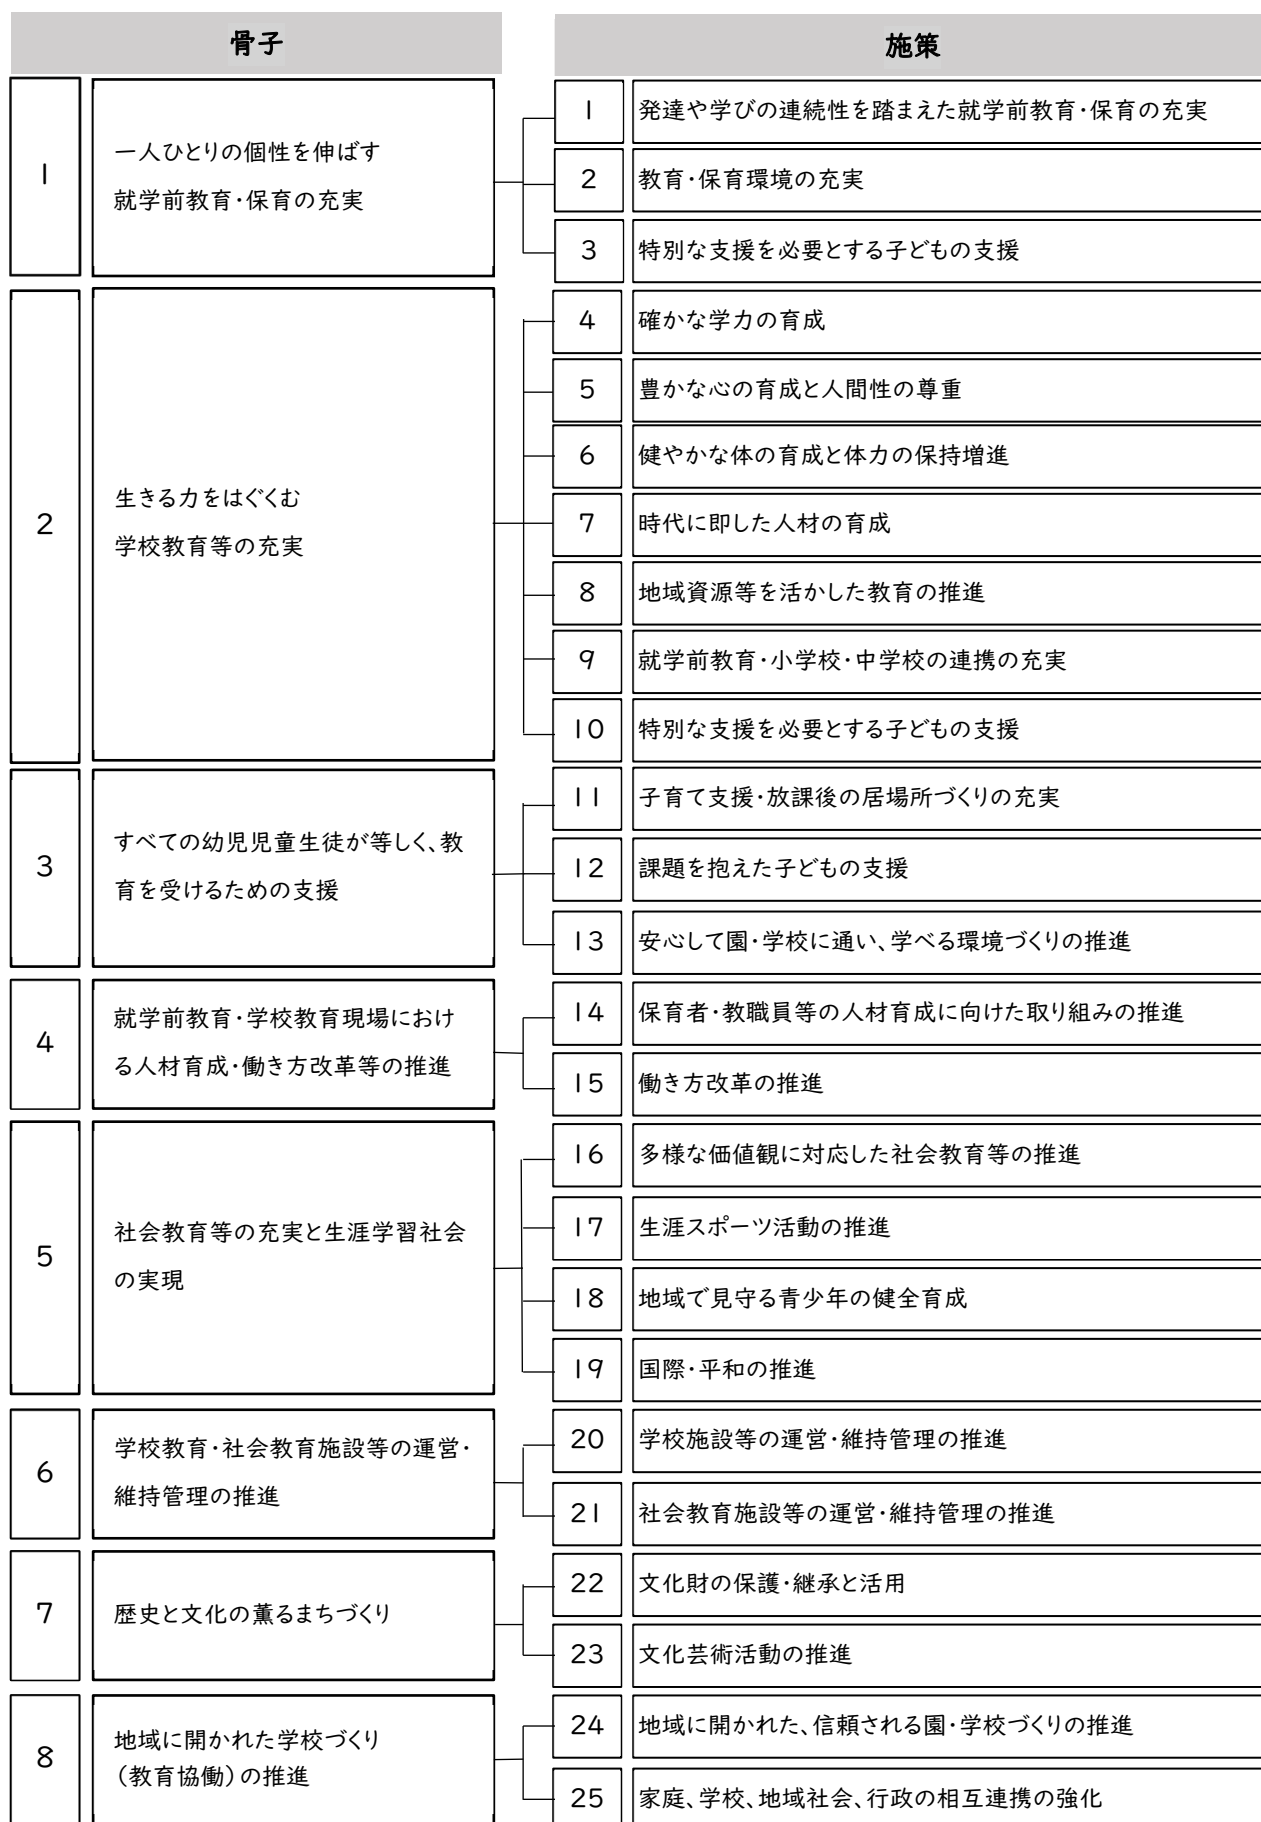 骨子
施策
1
一人ひとりの個性を伸ばす
就学前教育・保育の充実
1
発達や学びの連続性を踏まえた就学前教育・保育の充実
2
教育・保育環境の充実
3
特別な支援を必要とする子どもの支援
2
生きる力をはぐくむ
学校教育等の充実
4
確かな学力の育成
5
豊かな心の育成と人間性の尊重
6
健やかな体の育成と体力の保持増進
7
時代に即した人材の育成
8
地域資源等を活かした教育の推進
9
就学前教育・小学校・中学校の連携の充実
10
特別な支援を必要とする子どもの支援
3
すべての幼児児童生徒が等しく、教
育を受けるための支援
11
子育て支援・放課後の居場所づくりの充実
12
課題を抱えた子どもの支援
13
安心して園・学校に通い、学べる環境づくりの推進
4
就学前教育・学校教育現場におけ
る人材育成・働き方改革等の推進
14
保育者・教職員等の人材育成に向けた取り組みの推進
15
働き方改革の推進
5
社会教育等の充実と生涯学習社会
の実現
16
多様な価値観に対応した社会教育等の推進
17
生涯スポーツ活動の推進
18
地域で見守る青少年の健全育成
19
国際・平和の推進
6
学校教育・社会教育施設等の運営・
維持管理の推進
20
学校施設等の運営・維持管理の推進
21
社会教育施設等の運営・維持管理の推進
7
歴史と文化の薫るまちづくり
22
文化財の保護・継承と活用
23
文化芸術活動の推進
8
地域に開かれた学校づくり
（教育協働）の推進
24
地域に開かれた、信頼される園・学校づくりの推進
25
家庭、学校、地域社会、行政の相互連携の強化